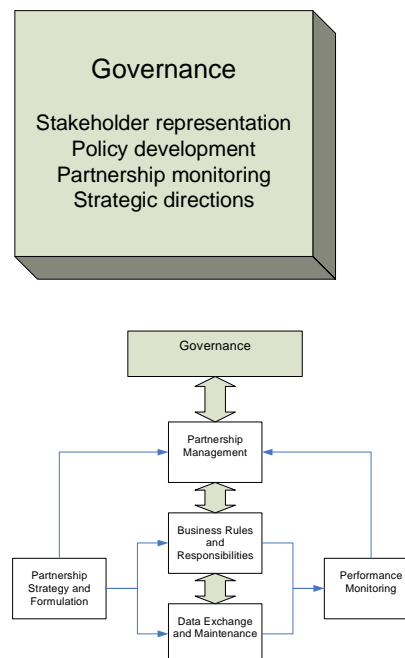 Governance
Stakeholder representation
Policy development
Partnership monitoring
Strategic directions
Governance
Partnership
Management
Business Rules
and
Responsibilities
Partnership
Strategy and
Formulation
Performance
Monitoring
Data Exchange
and Maintenance